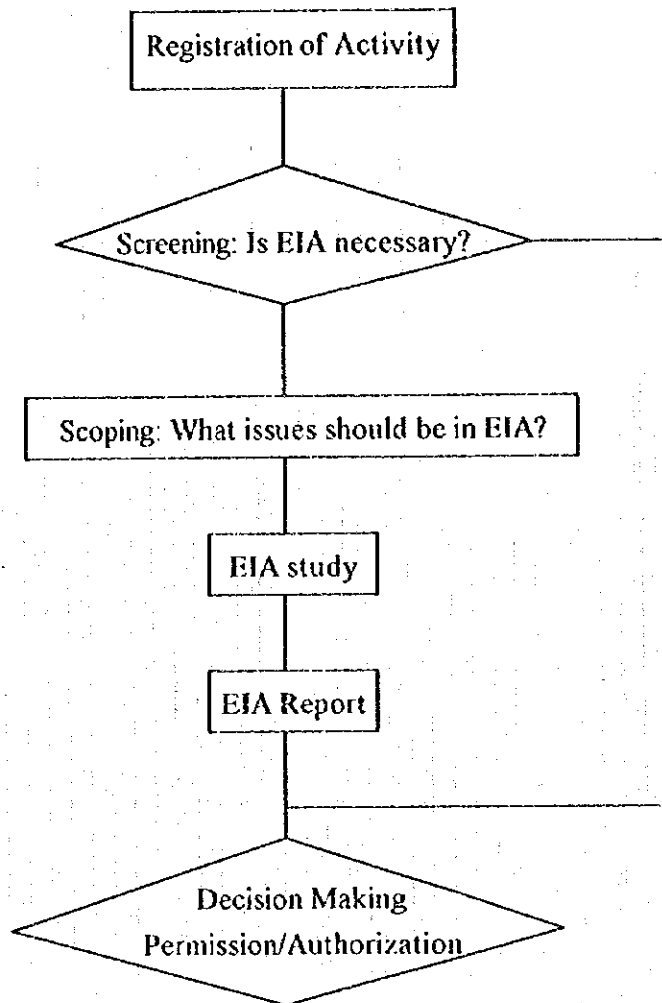 Registration of Activity
Screening: Is EIA necessary?
Scoping: What issues should be in EIA?
EIA study
EIA Report
Decision Making
Permission/Authorization